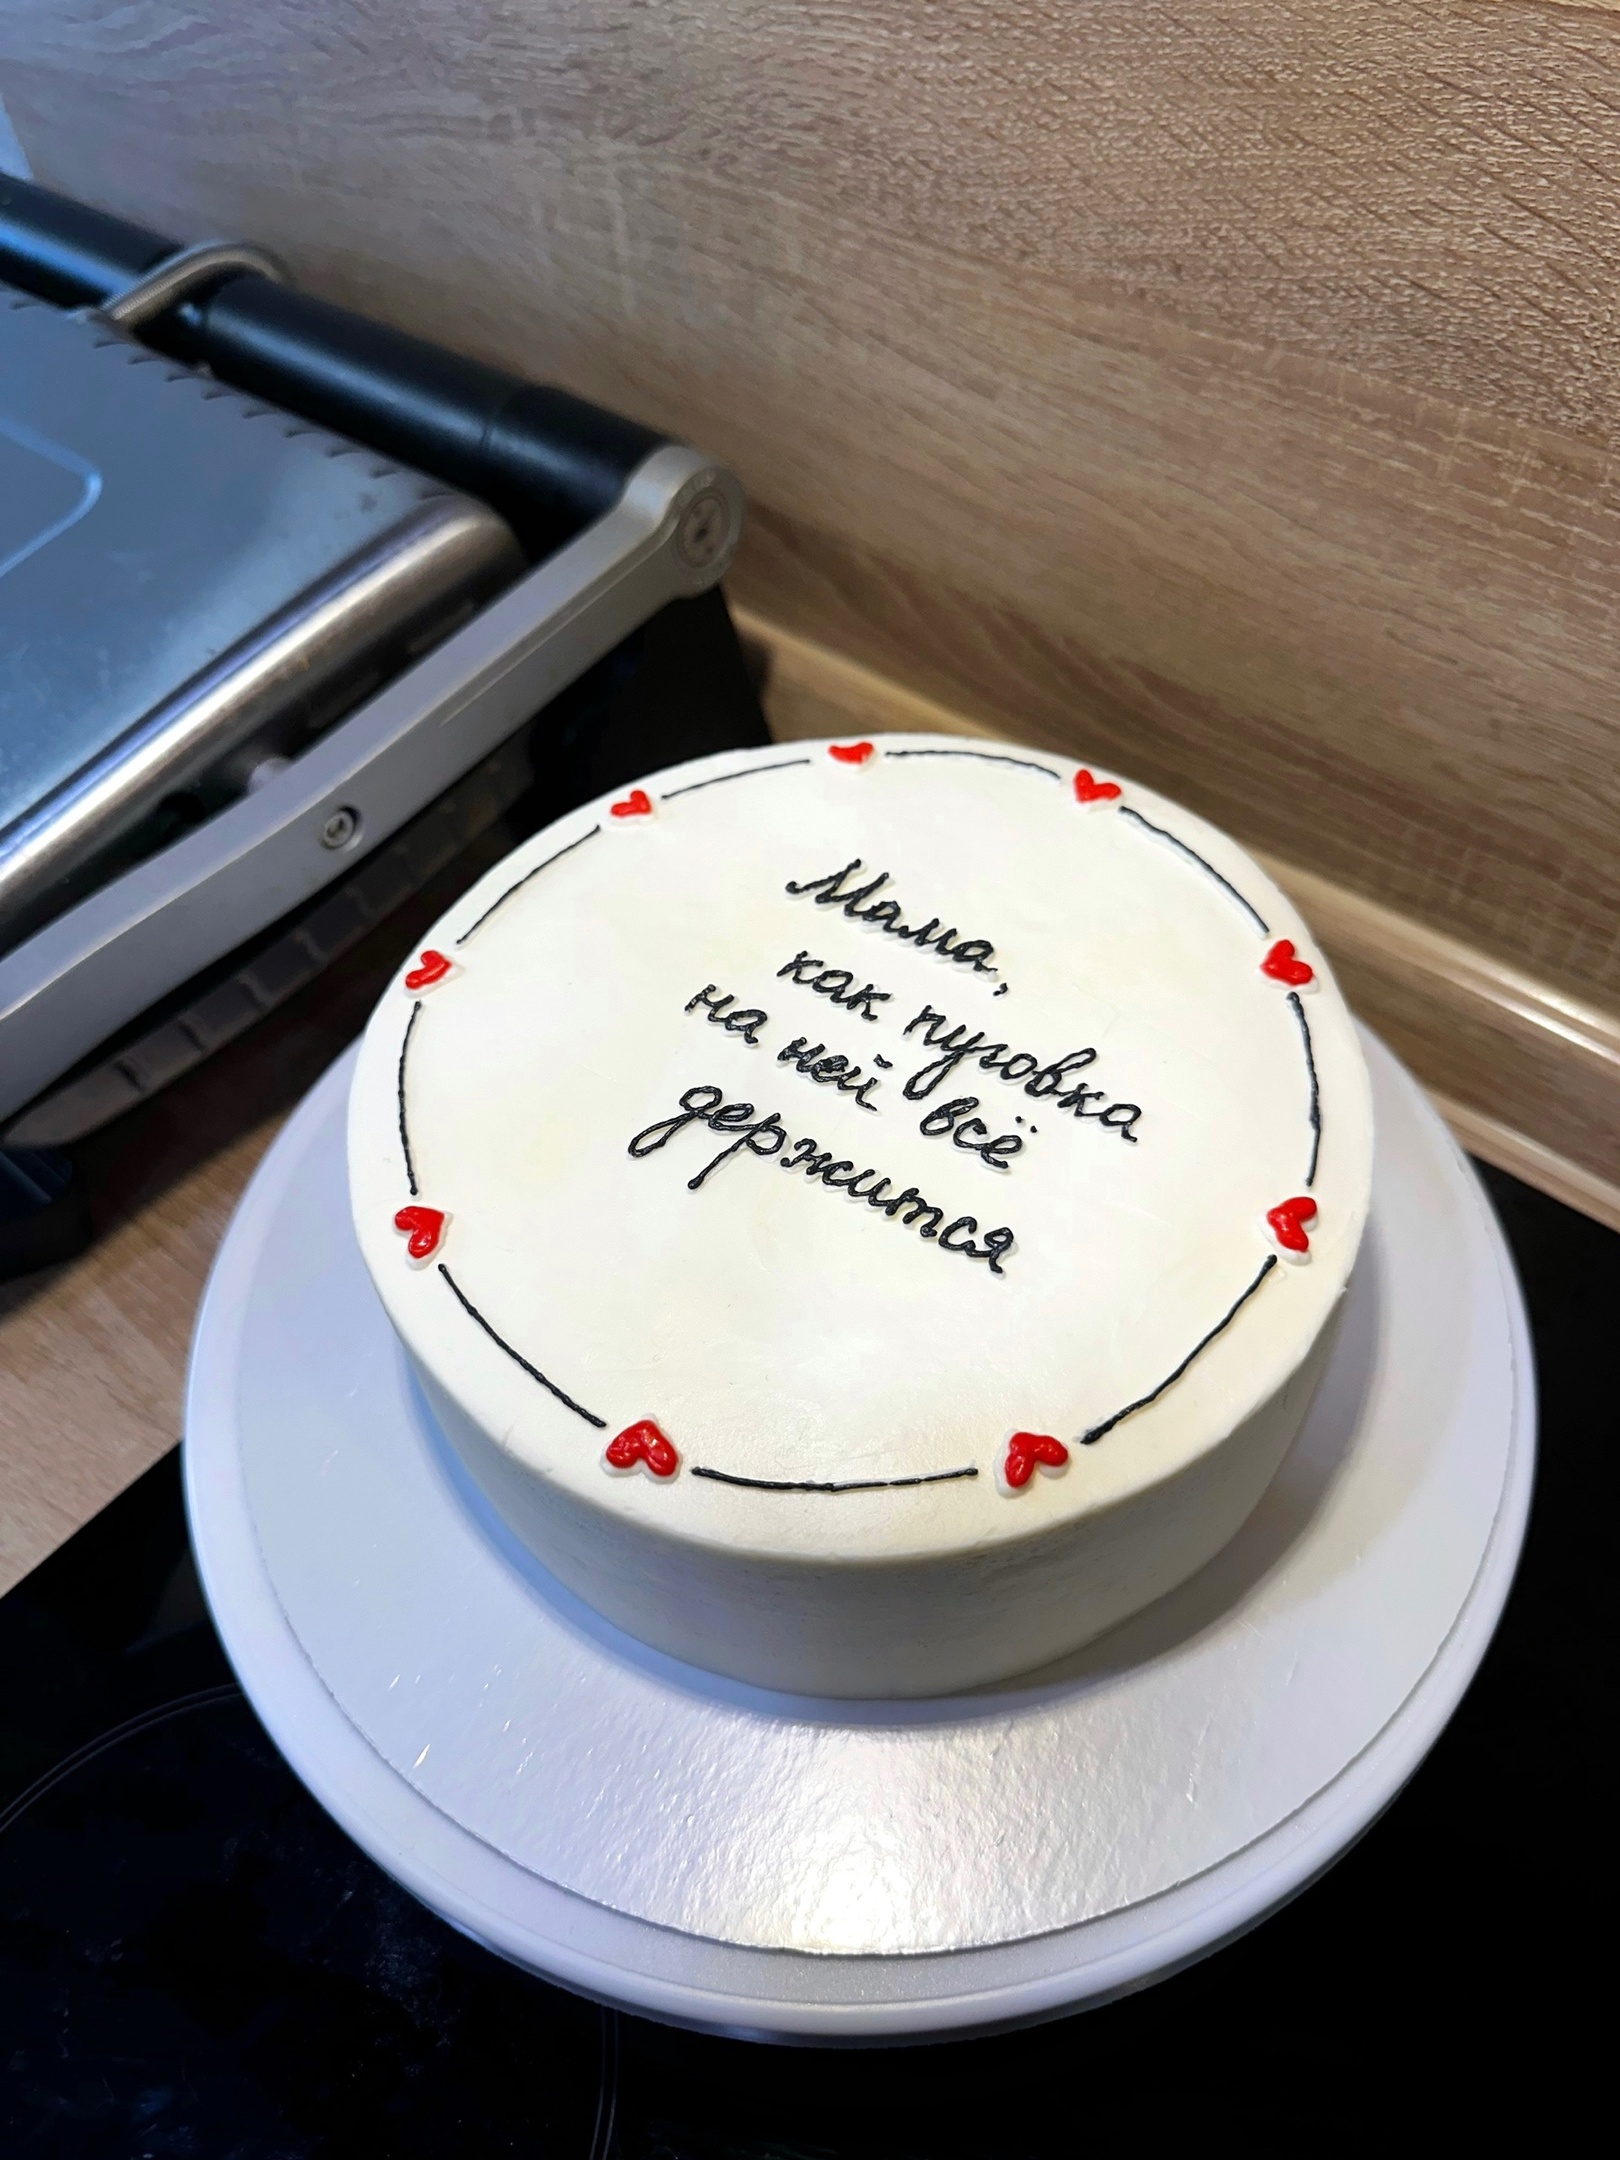 Мама,
как пуговка
на ней всё
держится